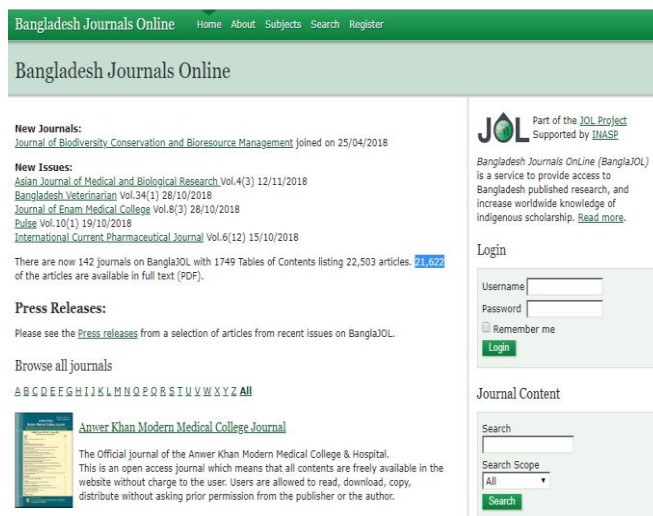 Bangladesh Journals Online Home About Subjects Search Register
Bangladesh Journals Online
New Journals:
Journal of Biodiversity Conservation and Bioresource Management joined on 25/04/2018
New Issues:
Asian Journal of Medical and Biological Research Vol.4(3) 12/11/2018
Bangladesh Veterinarian Vol.34(1) 28/10/2018
Journal of Enam Medical College Vol.8(3) 28/10/2018
Pulse Vol.10(1) 19/10/2018
International Current Pharmaceutical Journal Vol.6(12) 15/10/2018
There are now 142 journals on BanglaJOL with 1749 Tables of Contents listing 22,503 articles. 21,622
of the articles are available in full text (PDF).
Press Releases:
Please see the Press releases from a selection of articles from recent issues on BanglaJOL.
Browse all journals
A B C D E F G H I J K L M N O P Q R S T U V W X Y Z All
Anwer Khan Modern Medical College Journal
The Official journal of the Anwer Khan Modern Medical College & Hospital.
This is an open access journal which means that all contents are freely available in the
website without charge to the user. Users are allowed to read, download, copy,
distribute without asking prior permission from the publisher or the author.
JOL
Part of the JOL Project
Supported by INASP
Bangladesh Journals OnLine (BanglaJOL)
is a service to provide access to
Bangladesh published research, and
increase worldwide knowledge of
indigenous scholarship. Read more.
Login
Username
Password
Remember me
Login
Journal Content
Search
Search Scope
All
Search